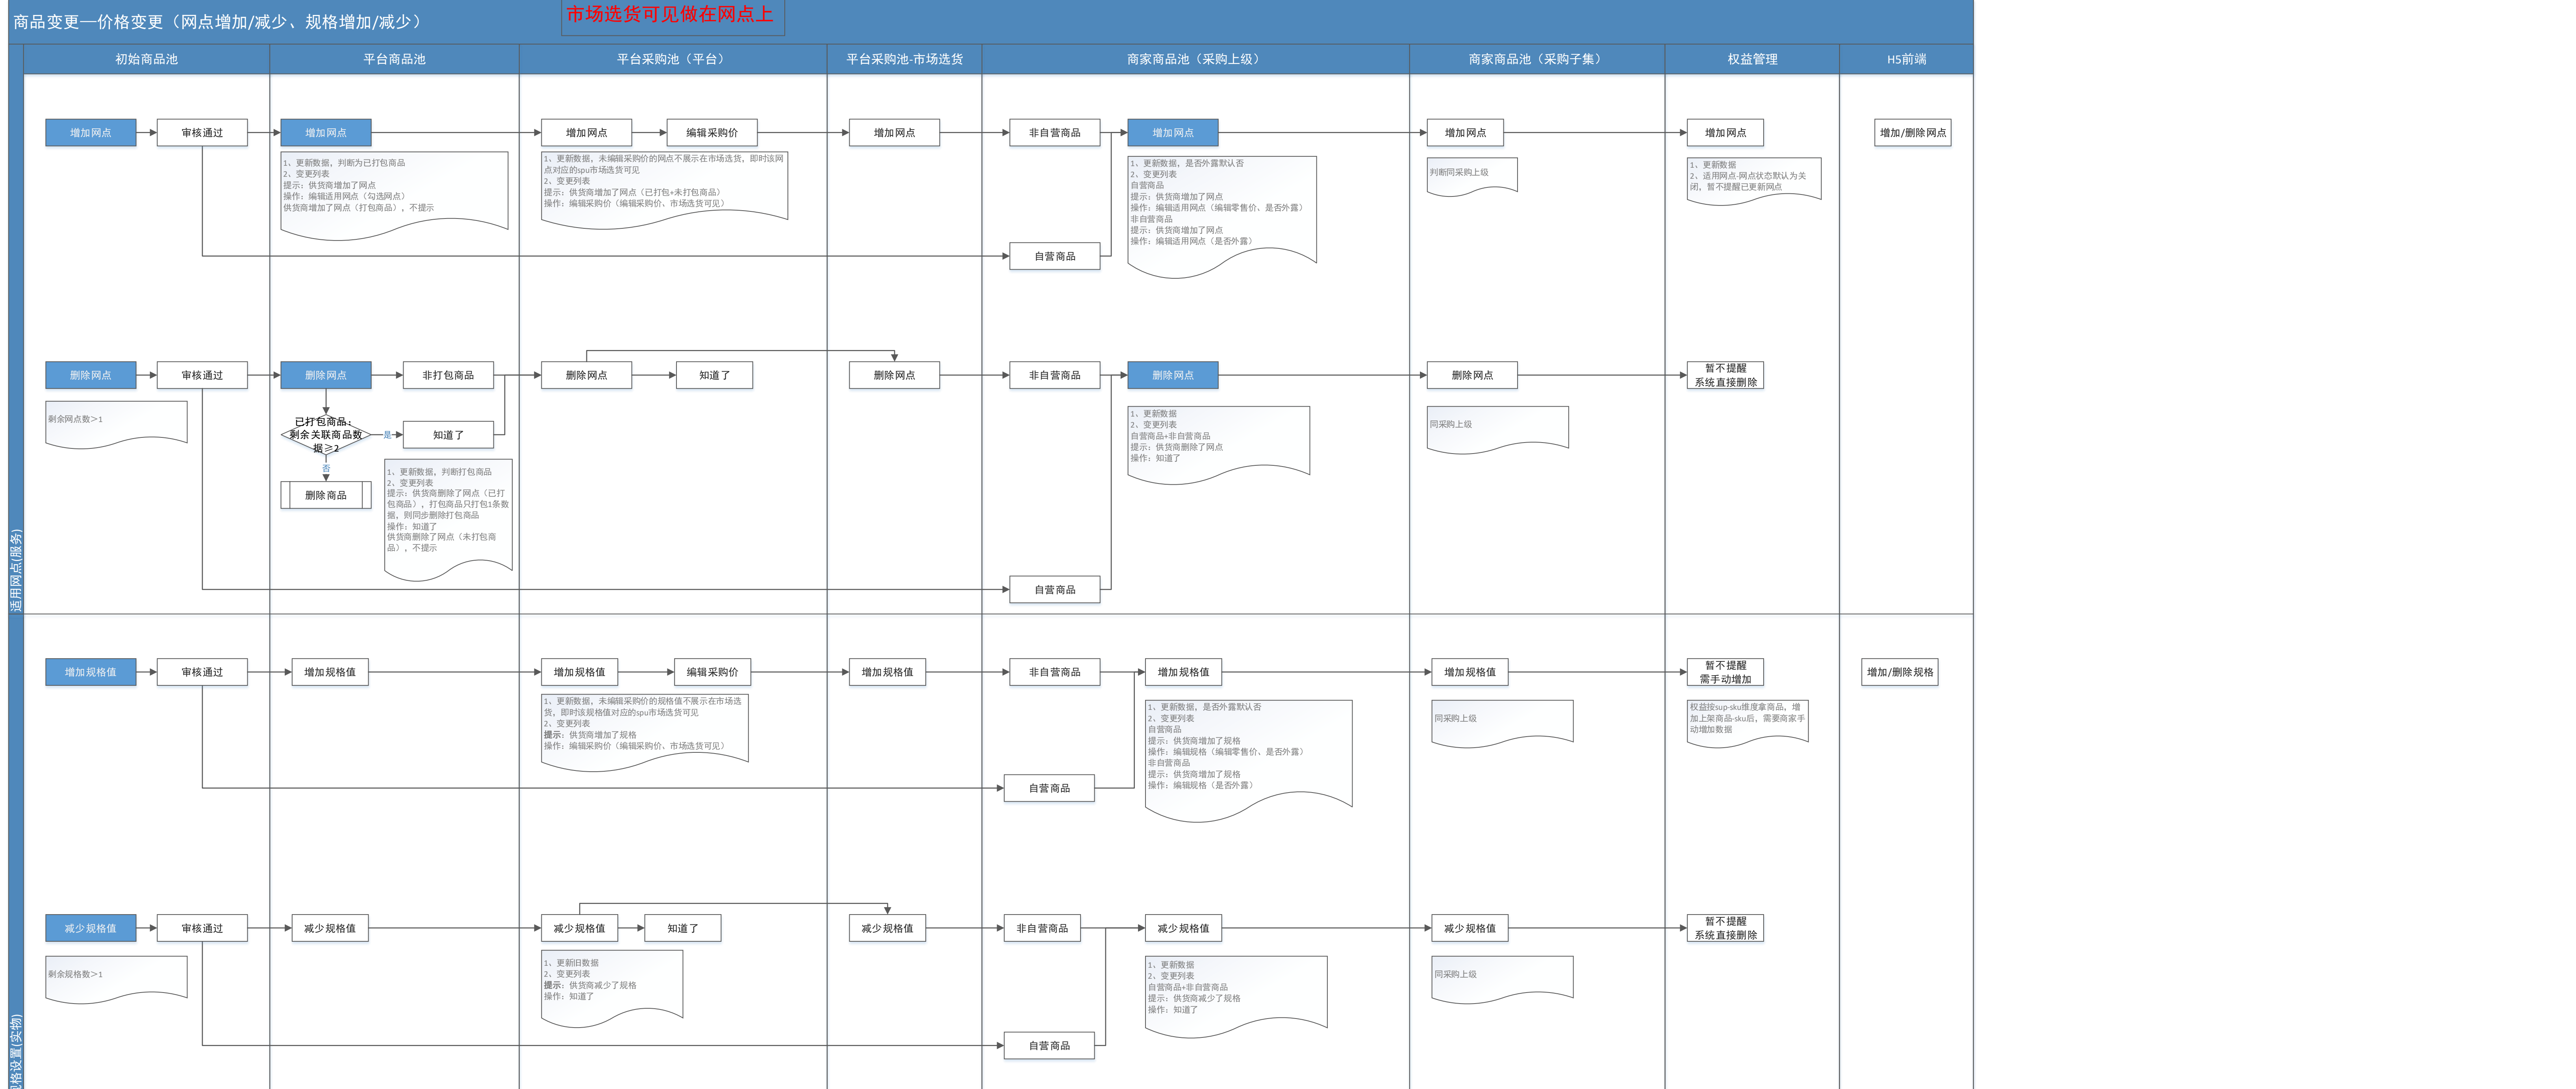 商品变更—价格变更（网点增加/减少、规格增加/减少）
市场选货可见做在网点上
初始商品池
平台商品池
平台采购池（平台）
平台采购池-市场选货
商家商品池（采购上级）
商家商品池（采购子集）
权益管理
H5前端
适用网点(服务)
增加网点
审核通过
增加网点
增加网点
编辑采购价
增加网点
非自营商品
增加网点
增加网点
增加网点
增加/删除网点
1、更新数据，判断为已打包商品
2、变更列表
提示：供货商增加了网点
操作：编辑适用网点（勾选网点）
供货商增加了网点（打包商品），不提示
1、更新数据，未编辑采购价的网点不展示在市场选货，即时该网
点对应的spu市场选货可见
2、变更列表
提示：供货商增加了网点（已打包+未打包商品）
操作：编辑采购价（编辑采购价、市场选货可见）
1、更新数据，是否外露默认否
2、变更列表
自营商品
提示：供货商增加了网点
操作：编辑适用网点（编辑零售价、是否外露）
非自营商品
提示：供货商增加了网点
操作：编辑适用网点（是否外露）
判断同采购上级
1、更新数据
2、适用网点-网点状态默认为关
闭，暂不提醒已更新网点
自营商品
删除网点
审核通过
删除网点
非打包商品
删除网点
知道了
删除网点
非自营商品
删除网点
删除网点
暂不提醒
系统直接删除
剩余网点数＞1
已打包商品：
剩余关联商品数
据≥2
是
知道了
否
删除商品
1、更新数据，判断打包商品
2、变更列表
提示：供货商删除了网点（已打
包商品），打包商品只打包1条数
据，则同步删除打包商品
操作：知道了
供货商删除了网点（未打包商
品），不提示
1、更新数据
2、变更列表
自营商品+非自营商品
提示：供货商删除了网点
操作：知道了
同采购上级
自营商品
格设置(实物)
增加规格值
审核通过
增加规格值
增加规格值
编辑采购价
增加规格值
非自营商品
增加规格值
增加规格值
暂不提醒
需手动增加
增加/删除规格
1、更新数据，未编辑采购价的规格值不展示在市场选
货，即时该规格值对应的spu市场选货可见
2、变更列表
提示：供货商增加了规格
操作：编辑采购价（编辑采购价、市场选货可见）
1、更新数据，是否外露默认否
2、变更列表
自营商品
提示：供货商增加了规格
操作：编辑规格（编辑零售价、是否外露）
非自营商品
提示：供货商增加了规格
操作：编辑规格（是否外露）
同采购上级
权益按sup-sku维度拿商品，增
加上架商品-sku后，需要商家手
动增加数据
自营商品
减少规格值
审核通过
减少规格值
减少规格值
知道了
减少规格值
非自营商品
减少规格值
减少规格值
暂不提醒
系统直接删除
剩余规格数＞1
1、更新旧数据
2、变更列表
提示：供货商减少了规格
操作：知道了
1、更新数据
2、变更列表
自营商品+非自营商品
提示：供货商减少了规格
操作：知道了
同采购上级
自营商品